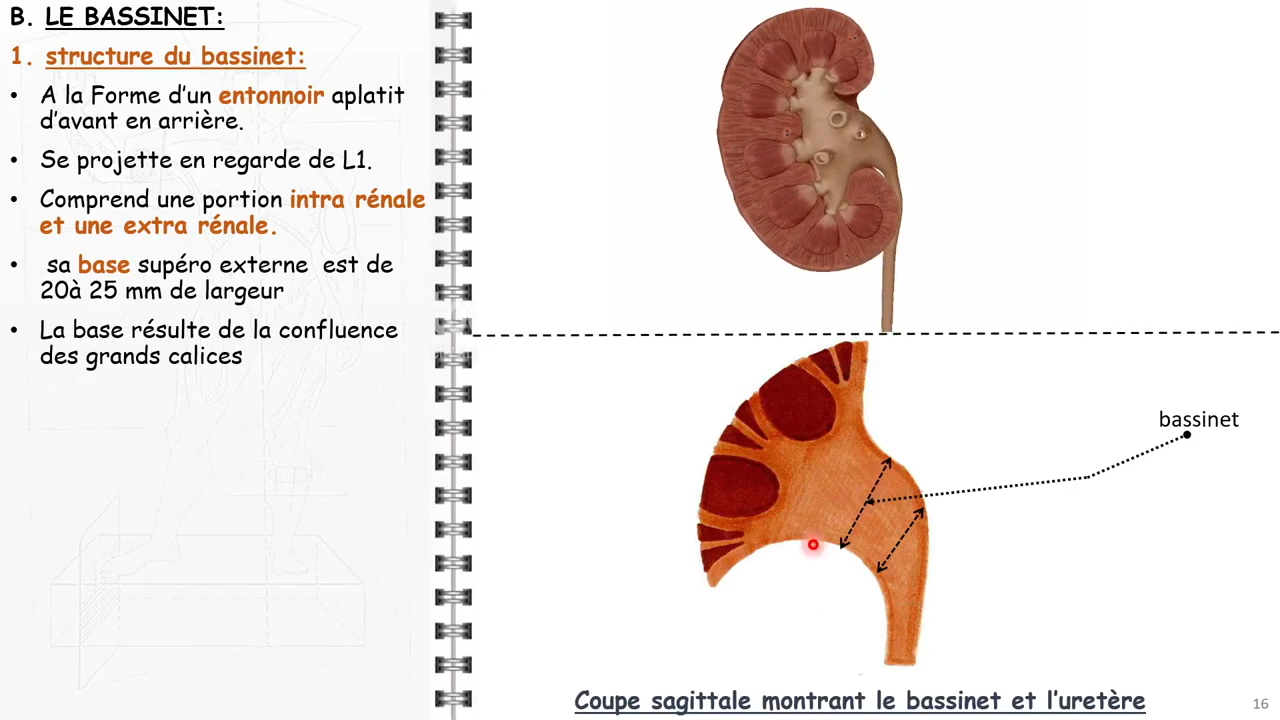 B. LE BASSINET:
1. structure du bassinet:
• A la Forme d’un entonnoir aplatit
d’avant en arrière.
• Se projette en regarde de L1.
• Comprend une portion intra rénale
et une extra rénale.
• sa base supéro externe est de
20à 25 mm de largeur
• La base résulte de la confluence
des grands calices
bassinet
Coupe sagittale montrant le bassinet et l’uretère
16